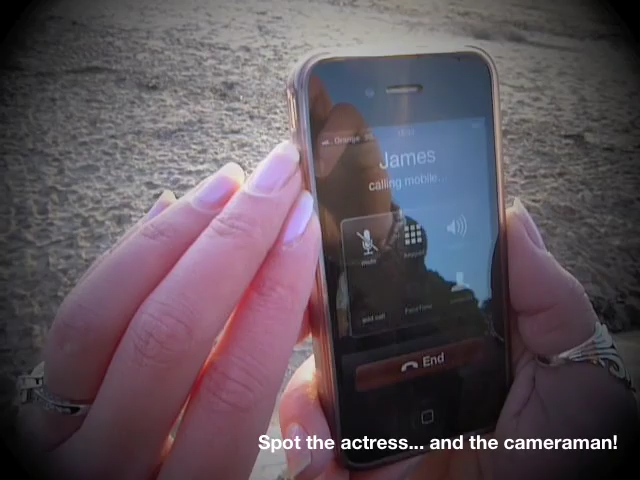 Orange
James
calling mobile...
mute
keypad
add call
FaceTime
End
Spot the actress... and the cameraman!